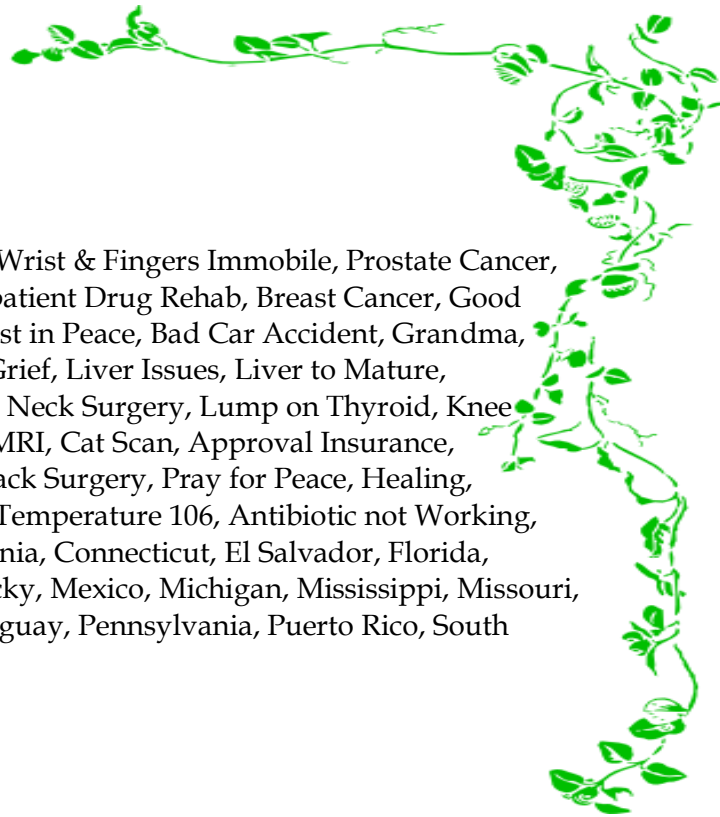 Wrist & Fingers Immobile, Prostate Cancer,
patient Drug Rehab, Breast Cancer, Good
st in Peace, Bad Car Accident, Grandma,
Grief, Liver Issues, Liver to Mature,
Neck Surgery, Lump on Thyroid, Knee
MRI, Cat Scan, Approval Insurance,
ack Surgery, Pray for Peace, Healing,
Temperature 106, Antibiotic not Working,
nia, Connecticut, El Salvador, Florida,
cky, Mexico, Michigan, Mississippi, Missouri,
guay, Pennsylvania, Puerto Rico, South